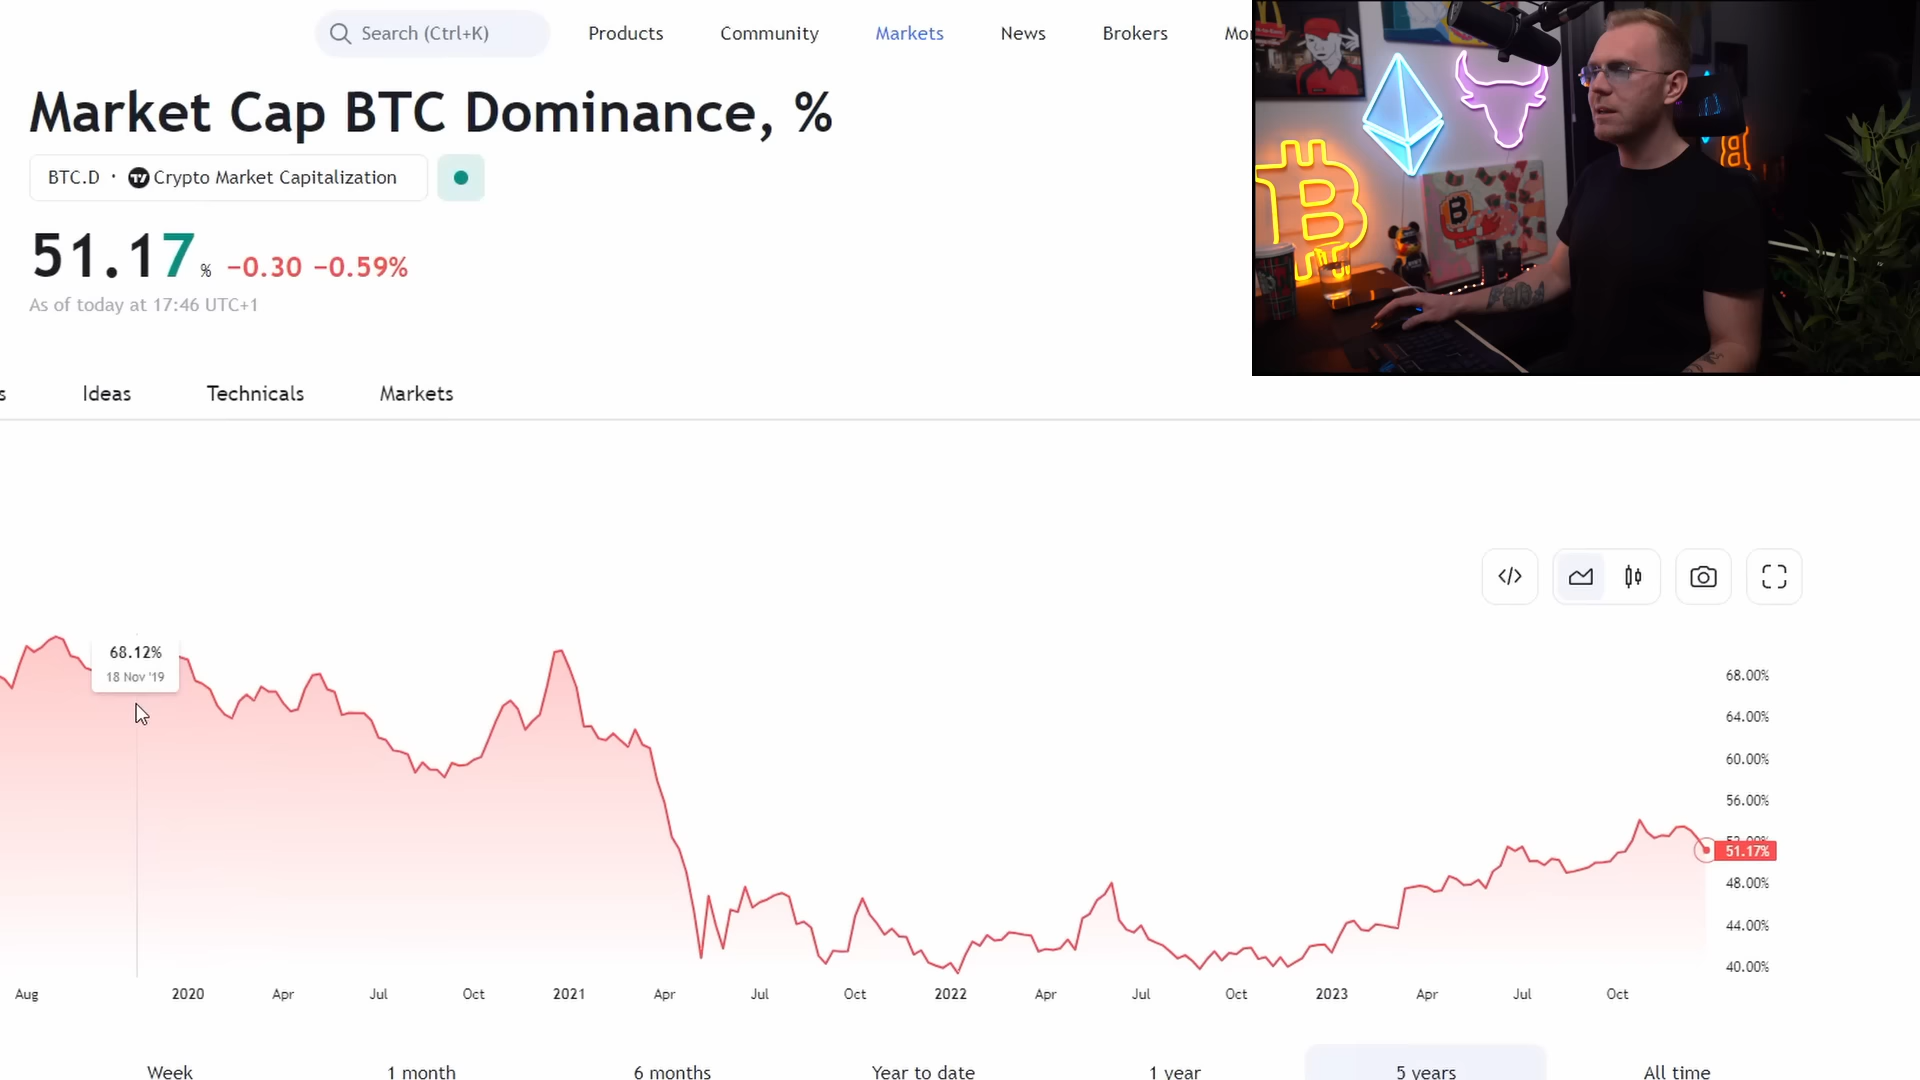 Search (Ctrl+K)
Products
Community
Markets
News
Brokers
Market Cap BTC Dominance, %
BTC.D · Crypto Market Capitalization
51.17 % −0.30 −0.59%
As of today at 17:46 UTC+1
Ideas
Technicals
Markets
68.12%
18 Nov '19
68.00%
64.00%
60.00%
56.00%
51.17%
48.00%
44.00%
40.00%
Aug
2020
Apr
Jul
Oct
2021
Apr
Jul
Oct
2022
Apr
Jul
Oct
2023
Apr
Jul
Oct
Week
1 month
6 months
Year to date
1 year
5 years
All time